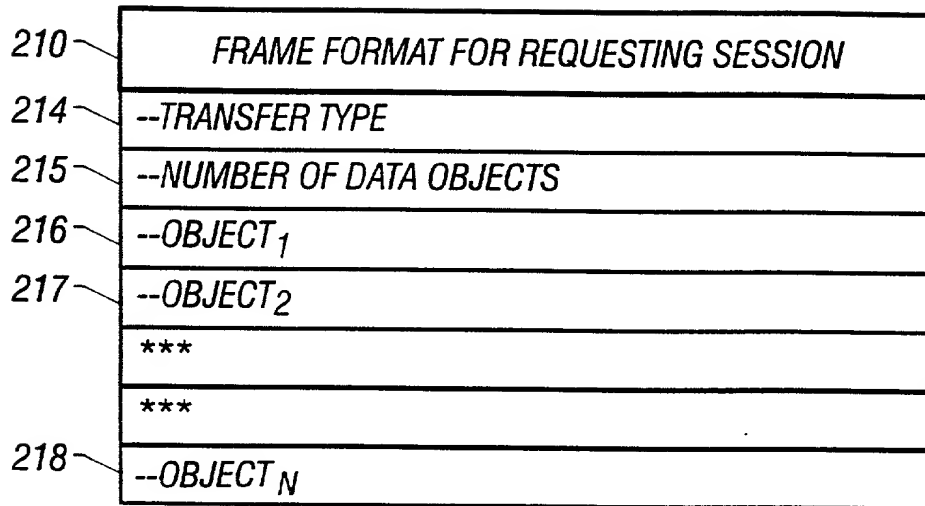 210 FRAME FORMAT FOR REQUESTING SESSION
214 --TRANSFER TYPE
215 --NUMBER OF DATA OBJECTS
216 --OBJECT1
217 --OBJECT2
***
***
218 --OBJECTN